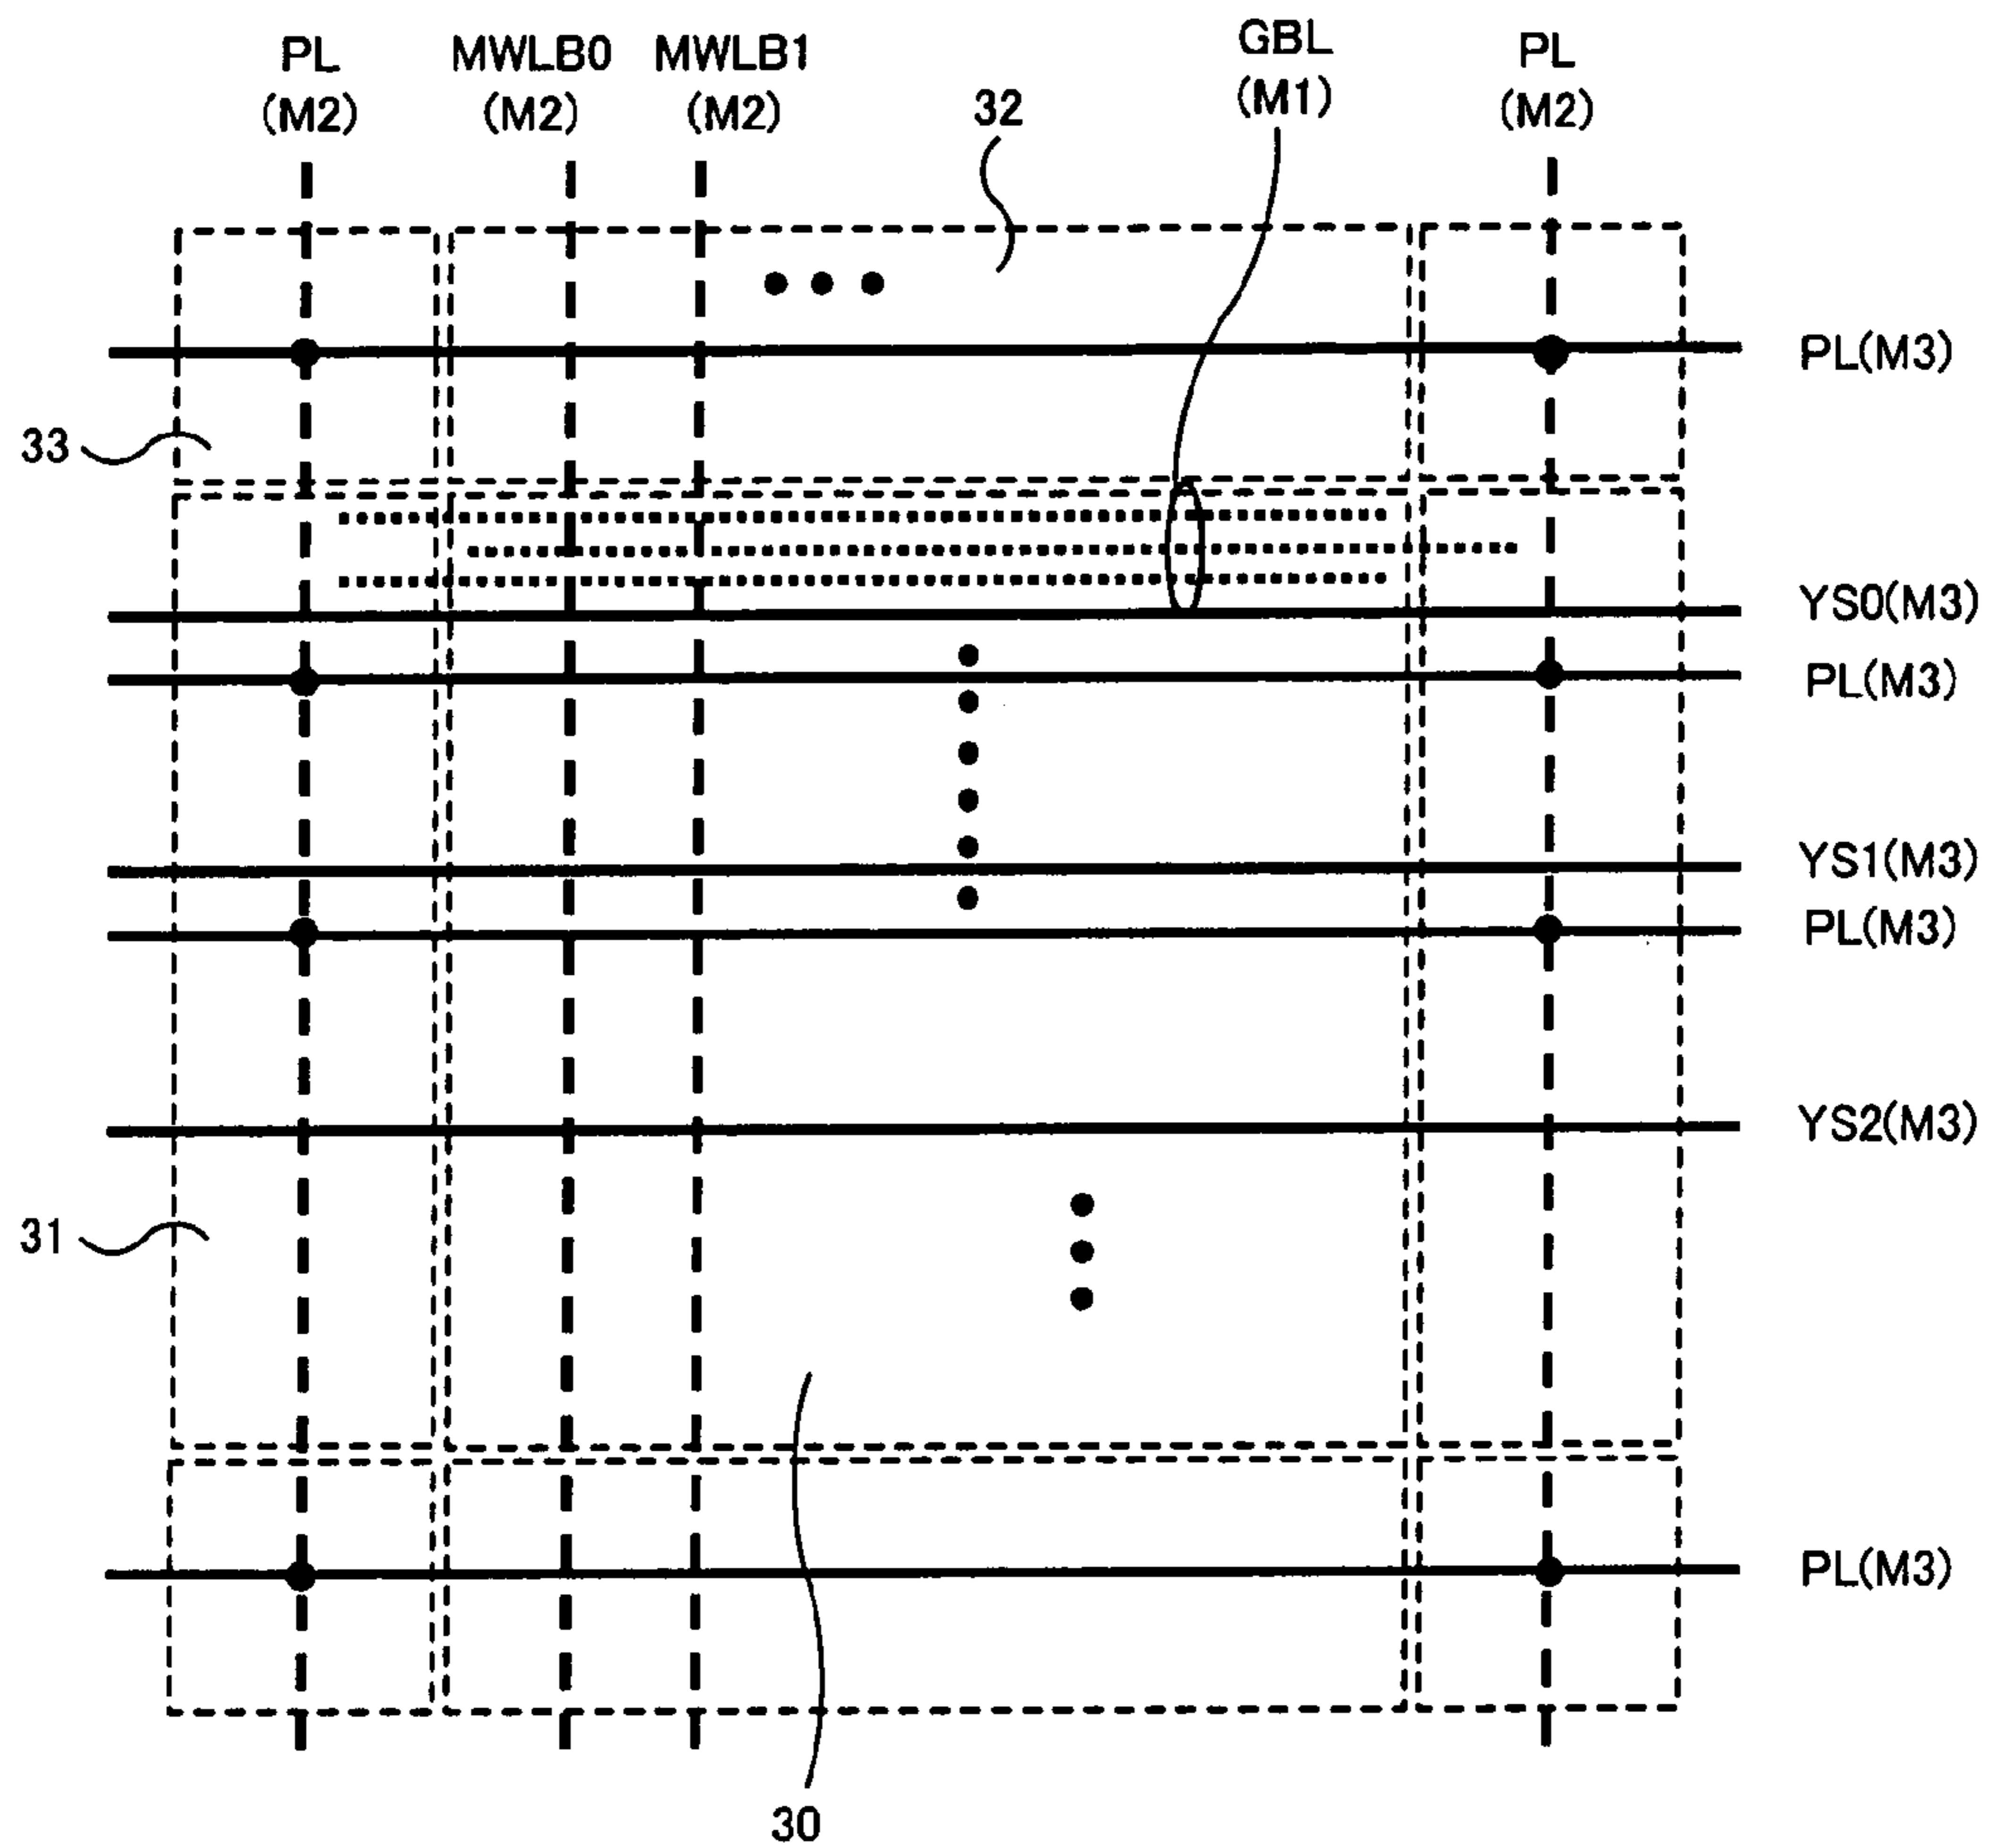 PL
(M2)
MWLB0
(M2)
MWLB1
(M2)
32
GBL
(M1)
PL
(M2)
PL(M3)
33
YS0(M3)
PL(M3)
YS1(M3)
PL(M3)
YS2(M3)
31
PL(M3)
30